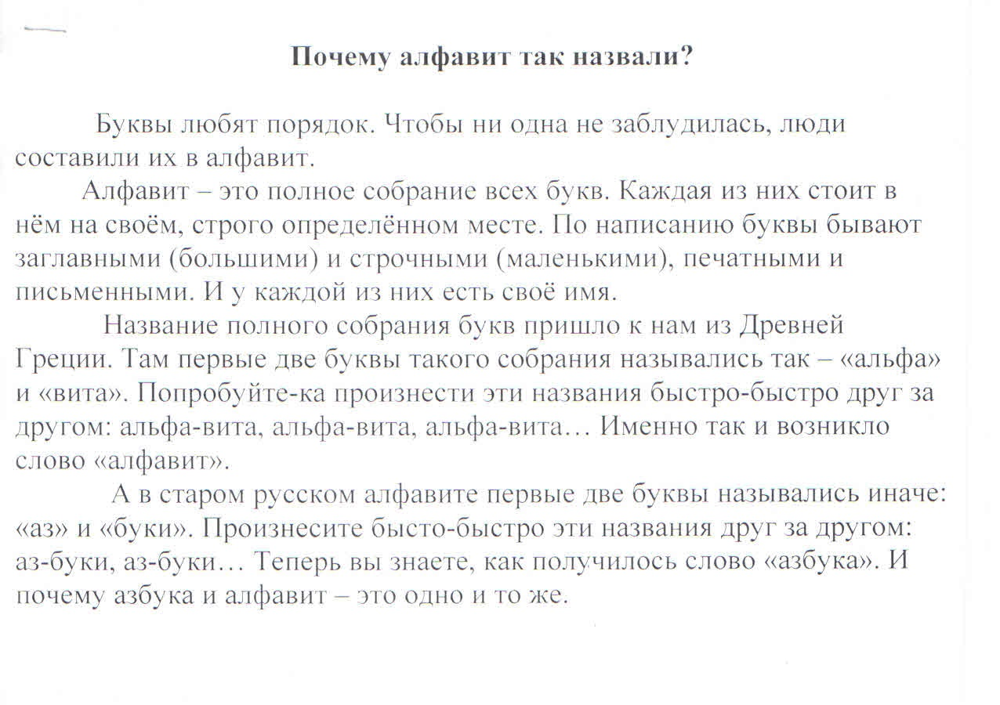 Почему алфавит так назвали?
Буквы любят порядок. Чтобы ни одна не заблудилась, люди
составили их в алфавит.
Алфавит – это полное собрание всех букв. Каждая из них стоит в
нём на своём, строго определённом месте. По написанию буквы бывают
заглавными (большими) и строчными (маленькими), печатными и
письменными. И у каждой из них есть своё имя.
Название полного собрания букв пришло к нам из Древней
Греции. Там первые две буквы такого собрания назывались так – «альфа»
и «вита». Попробуйте-ка произнести эти названия быстро-быстро друг за
другом: альфа-вита, альфа-вита, альфа-вита… Именно так и возникло
слово «алфавит».
А в старом русском алфавите первые две буквы назывались иначе:
«аз» и «буки». Произнесите бысто-быстро эти названия друг за другом:
аз-буки, аз-буки… Теперь вы знаете, как получилось слово «азбука». И
почему азбука и алфавит – это одно и то же.